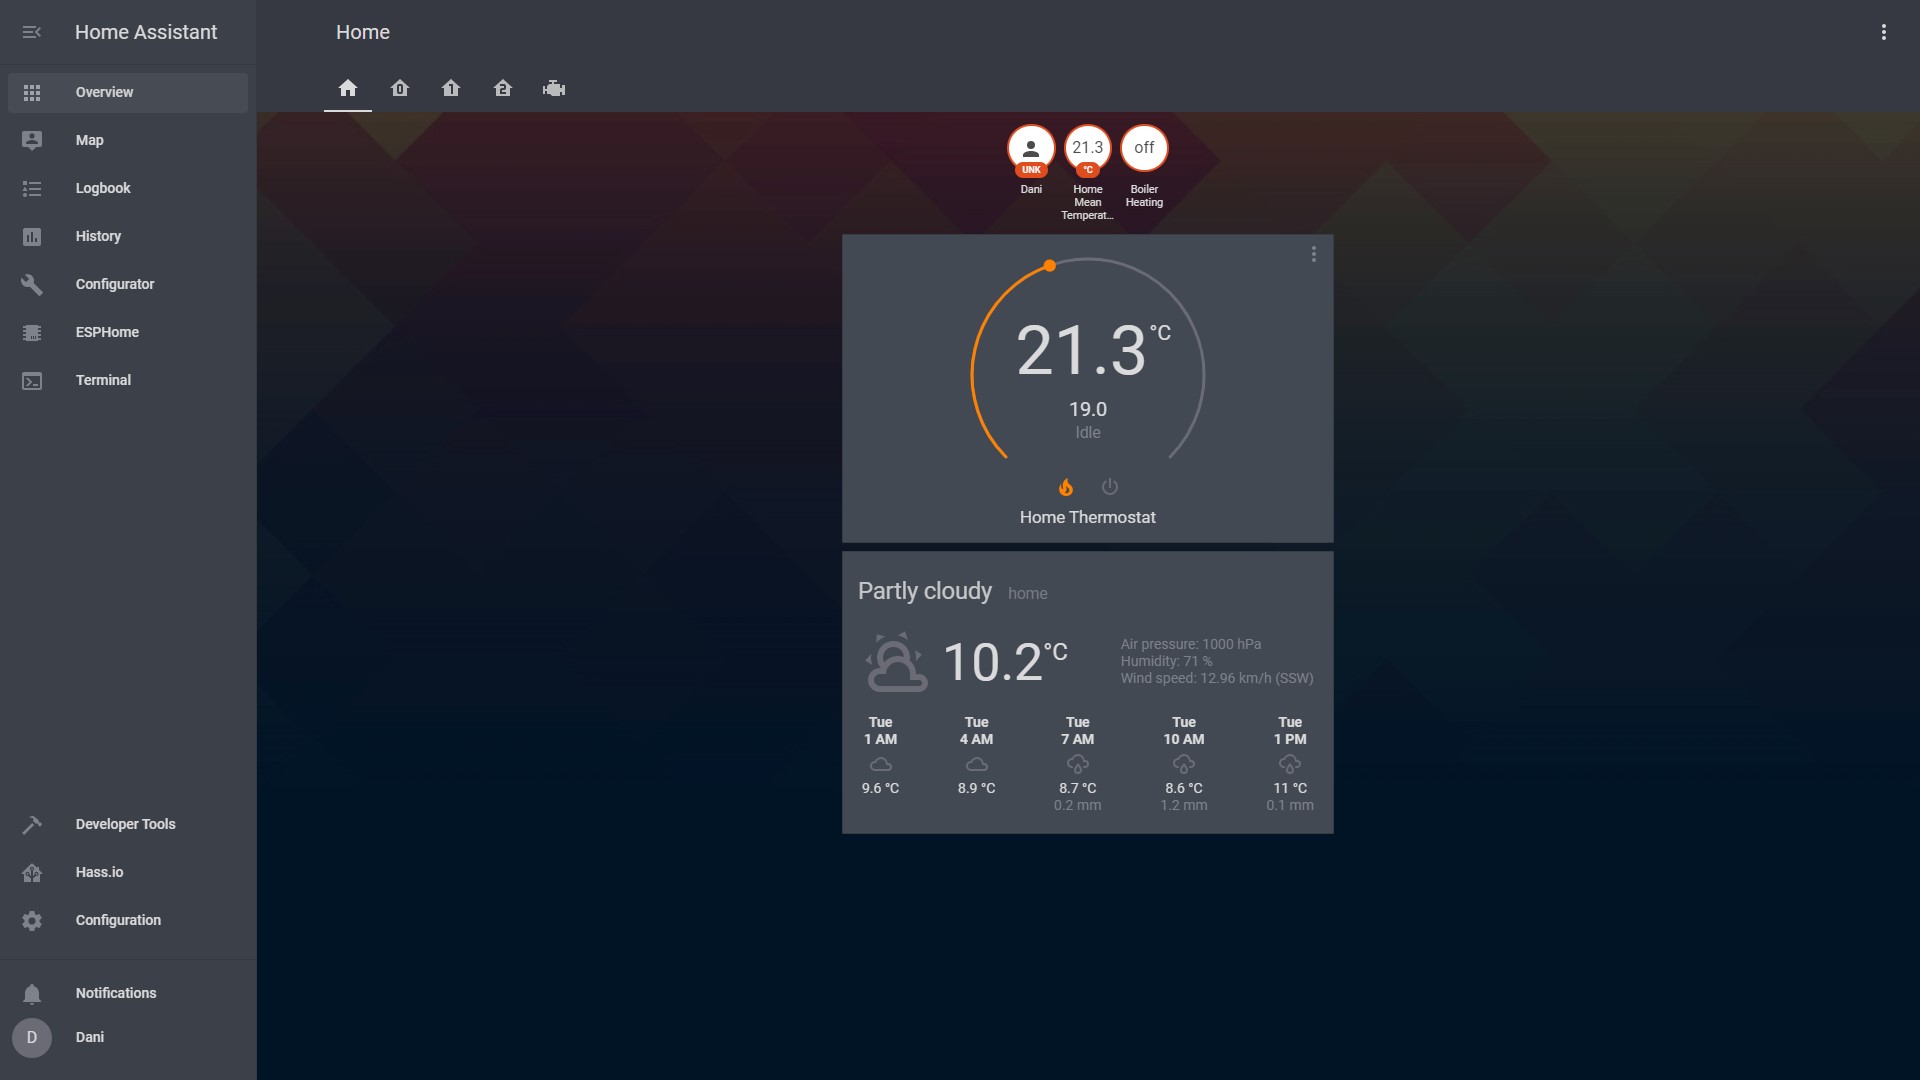 Home Assistant
Overview
Map
Logbook
History
Configurator
ESPHome
Terminal
Developer Tools
Hass.io
Configuration
Notifications
D
Dani
Home
0
1
2
UNK
Dani
21.3
°C
Home
Mean
Temperat...
off
Boiler
Heating
21.3 °C
19.0
Idle
Home Thermostat
Partly cloudy home
10.2 °C
Air pressure: 1000 hPa
Humidity: 71 %
Wind speed: 12.96 km/h (SSW)
Tue Tue Tue Tue Tue
1 AM 4 AM 7 AM 10 AM 1 PM
9.6 °C 8.9 °C 8.7 °C 8.6 °C 11 °C
0.2 mm 1.2 mm 0.1 mm